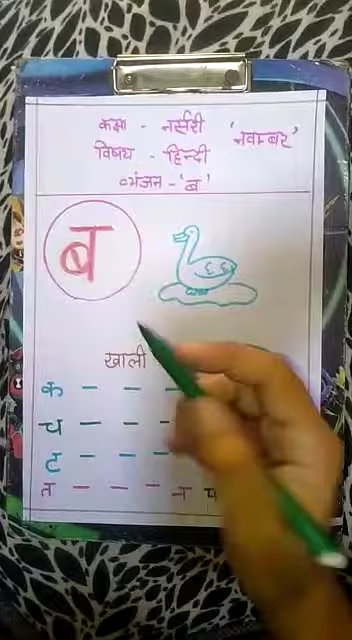 कक्षा - नर्सरी 'नवम्बर'
विषय - हिन्दी
व्यंजन - 'ब'
ब
खाली
क - - -
च - - -
ट - - -
त - - - न प